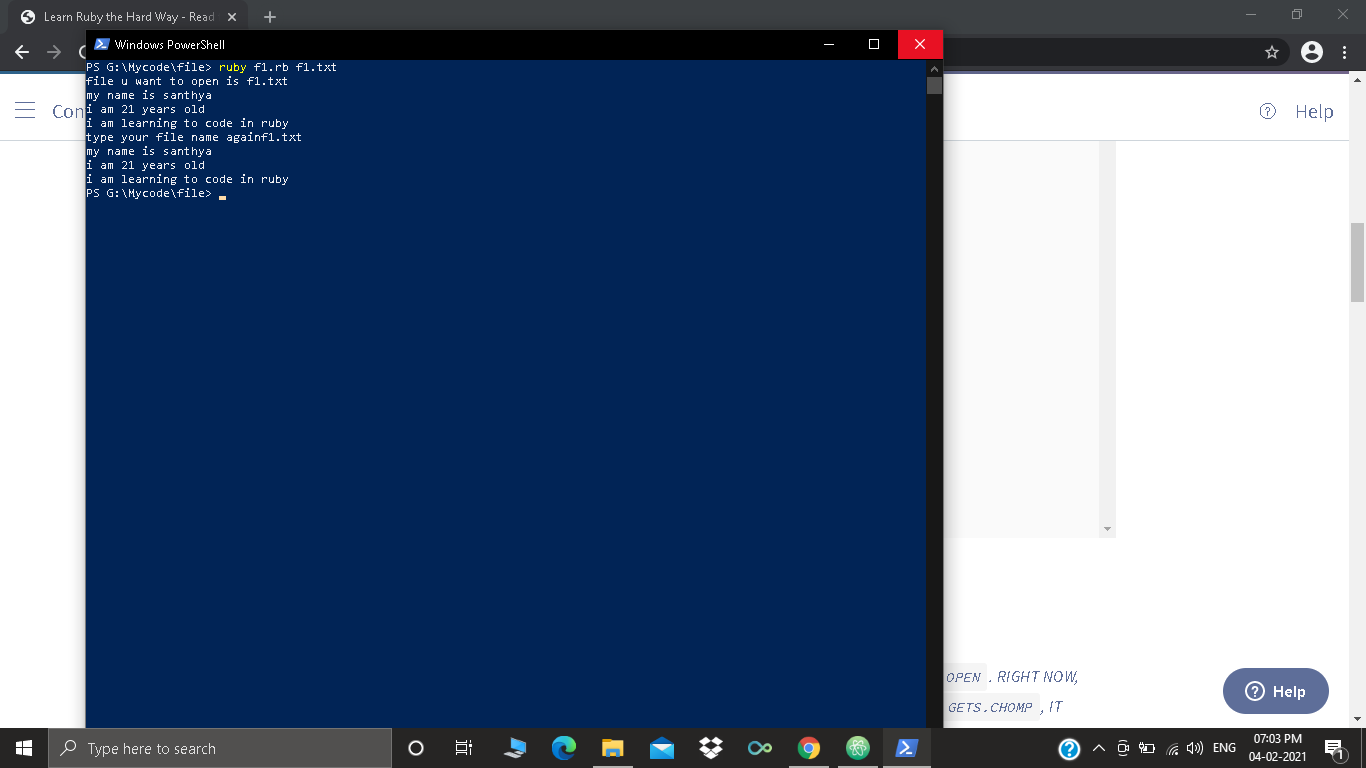 Learn Ruby the Hard Way - Read
Windows PowerShell
PS G:\Mycode\file> ruby f1.rb f1.txt
file u want to open is f1.txt
my name is santhya
i am 21 years old
i am learning to code in ruby
type your file name againf1.txt
my name is santhya
i am 21 years old
i am learning to code in ruby
PS G:\Mycode\file>
Con
Help
OPEN . RIGHT NOW,
GETS.CHOMP , IT
Help
Type here to search
ENG
07:03 PM
04-02-2021
1